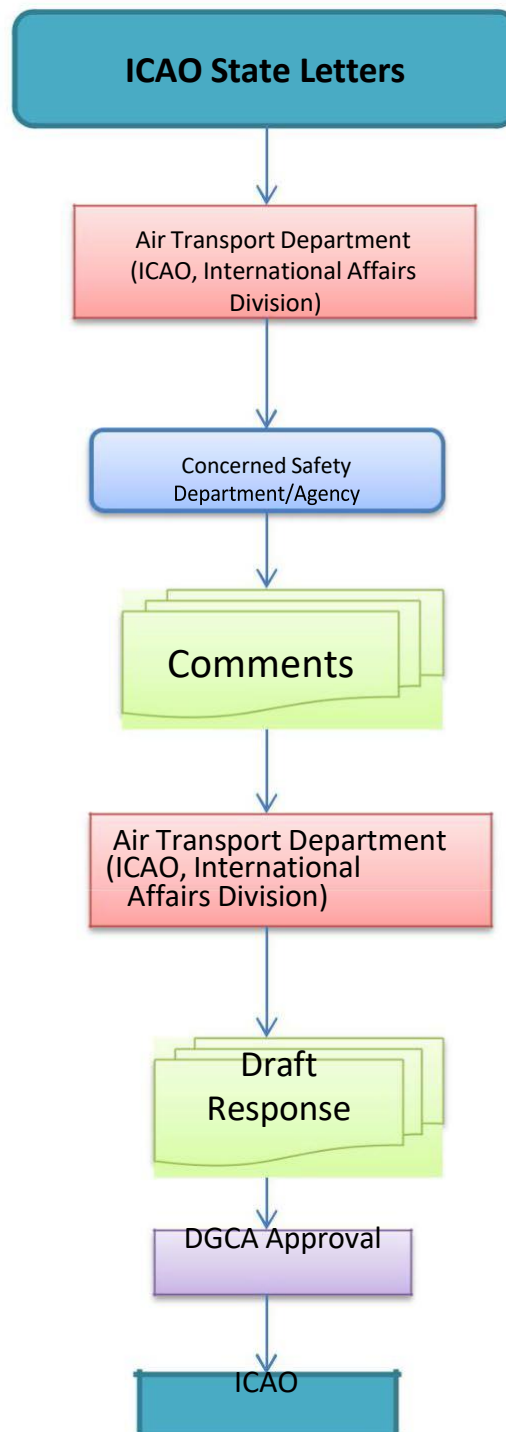 ICAO State Letters
Air Transport Department
(ICAO, International Affairs
Division)
Concerned Safety
Department/Agency
Comments
Air Transport Department
(ICAO, International
Affairs Division)
Draft
Response
DGCA Approval
ICAO